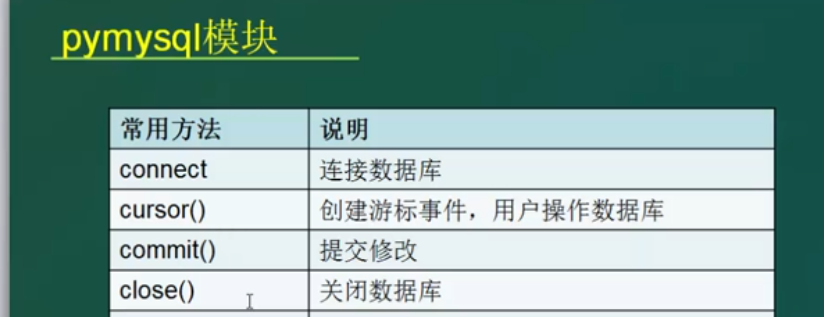 pymysql模块
常用方法 说明
connect 连接数据库
cursor() 创建游标事件，用户操作数据库
commit() 提交修改
close() 关闭数据库